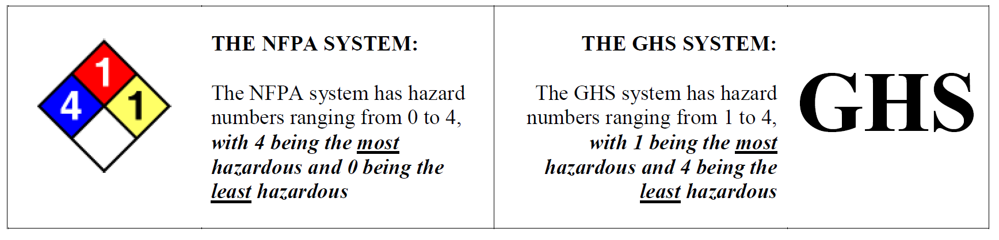 1
4 1
THE NFPA SYSTEM:
The NFPA system has hazard
numbers ranging from 0 to 4,
with 4 being the most
hazardous and 0 being the
least hazardous
THE GHS SYSTEM:
The GHS system has hazard
numbers ranging from 1 to 4,
with 1 being the most
hazardous and 4 being the
least hazardous
GHS